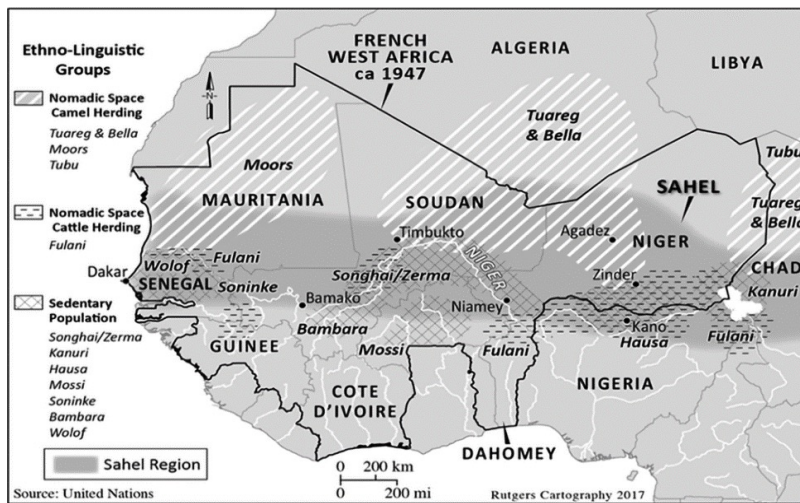 Ethno-Linguistic
Groups
Nomadic Space
Camel Herding
Tuareg & Bella
Moors
Tubu
Nomadic Space
Cattle Herding
Fulani
Sedentary
Population
Songhai/Zerma
Kanuri
Hausa
Mossi
Soninke
Bambara
Wolof
Sahel Region
Source: United Nations
-N-
FRENCH
WEST AFRICA
ca 1947
ALGERIA
LIBYA
Tuareg
& Bella
Tubu
Moors
MAURITANIA
SOUDAN
SAHEL
Tuareg
& Bella
Timbukto
Agadez
NIGER
NIGER
CHAD
Wolof
Fulani
Songhai/Zerma
Zinder
Kanuri
Dakar
SENEGAL
Soninke
Bamako
Niamey
Bambara
Kano
Hausa
Fulani
GUINEE
Mossi
Fulani
NIGERIA
COTE
D'IVOIRE
DAHOMEY
0 200 km
0 200 mi
Rutgers Cartography 2017